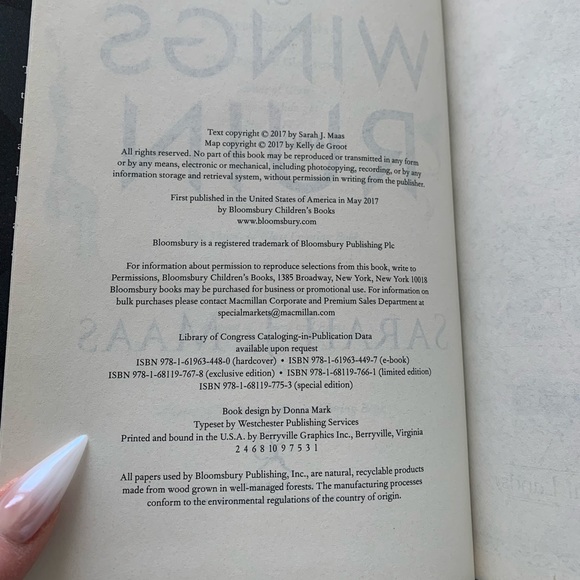 WINGS
RUIN
SARAH J. MAAS
Text copyright © 2017 by Sarah J. Maas
Map copyright © 2017 by Kelly de Groot
All rights reserved. No part of this book may be reproduced or transmitted in any form
or by any means, electronic or mechanical, including photocopying, recording, or by any
information storage and retrieval system, without permission in writing from the publisher.
First published in the United States of America in May 2017
by Bloomsbury Children's Books
www.bloomsbury.com
Bloomsbury is a registered trademark of Bloomsbury Publishing Plc
For information about permission to reproduce selections from this book, write to
Permissions, Bloomsbury Children's Books, 1385 Broadway, New York, New York 10018
Bloomsbury books may be purchased for business or promotional use. For information on
bulk purchases please contact Macmillan Corporate and Premium Sales Department at
specialmarkets@macmillan.com
Library of Congress Cataloging-in-Publication Data
available upon request
ISBN 978-1-61963-448-0 (hardcover) • ISBN 978-1-61963-449-7 (e-book)
ISBN 978-1-68119-767-8 (exclusive edition) • ISBN 978-1-68119-766-1 (limited edition)
ISBN 978-1-68119-775-3 (special edition)
Book design by Donna Mark
Typeset by Westchester Publishing Services
Printed and bound in the U.S.A. by Berryville Graphics Inc., Berryville, Virginia
2 4 6 8 10 9 7 5 3 1
All papers used by Bloomsbury Publishing, Inc., are natural, recyclable products
made from wood grown in well-managed forests. The manufacturing processes
conform to the environmental regulations of the country of origin.